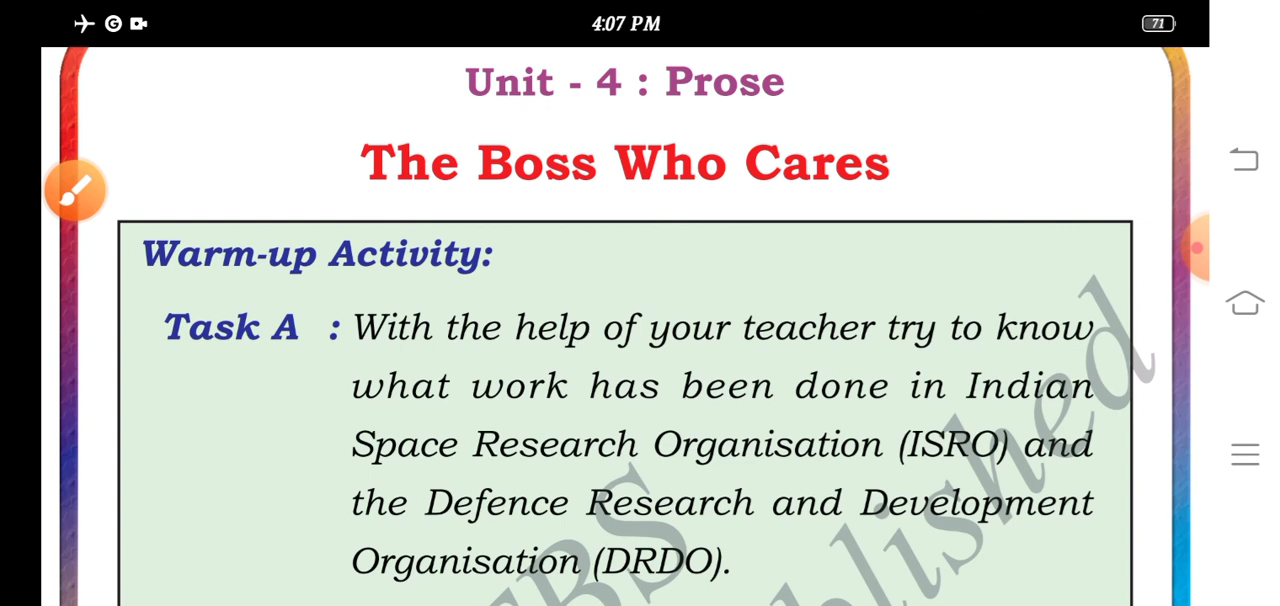 4:07 PM
71
Unit - 4 : Prose
The Boss Who Cares
Warm-up Activity:
Task A : With the help of your teacher try to know
what work has been done in Indian
Space Research Organisation (ISRO) and
the Defence Research and Development
Organisation (DRDO).